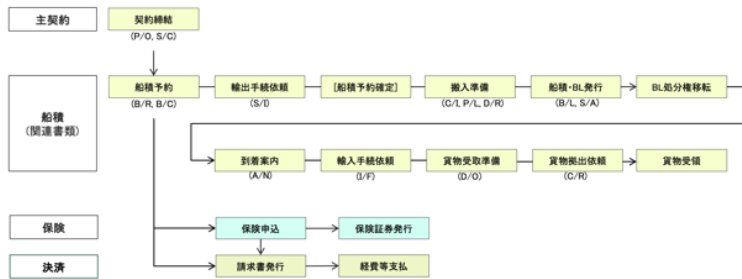 主契約
契約締結
(P/O, S/C)
船積
(関連書類)
船積予約
(B/R, B/C)
輸出手続依頼
(S/I)
[船積予約確定]
搬入準備
(C/I, P/L, D/R)
船積・BL発行
(B/L, S/A)
BL処分権移転
到着案内
(A/N)
輸入手続依頼
(I/F)
貨物受取準備
(D/O)
貨物拠出依頼
(C/R)
貨物受領
保険
保険申込
保険証券発行
決済
請求書発行
経費等支払